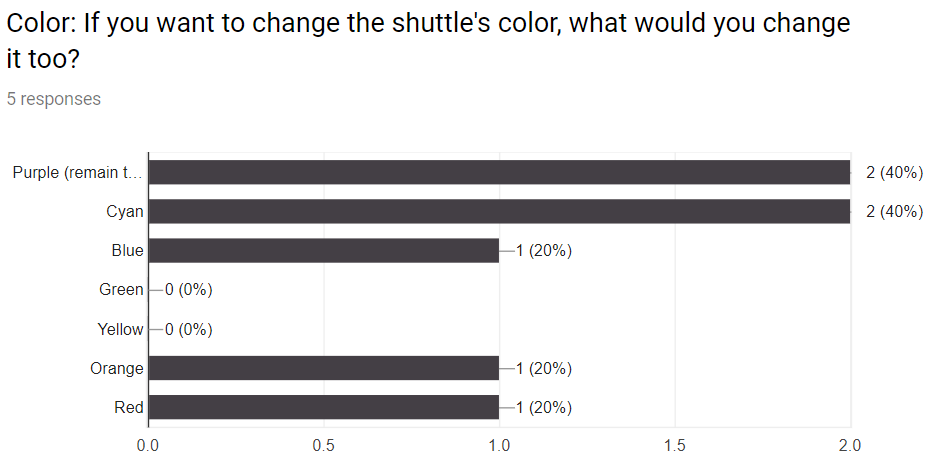 Color: If you want to change the shuttle's color, what would you change
it too?
5 responses
Purple (remain t... 2 (40%)
Cyan 2 (40%)
Blue 1 (20%)
Green 0 (0%)
Yellow 0 (0%)
Orange 1 (20%)
Red 1 (20%)
0.0 0.5 1.0 1.5 2.0